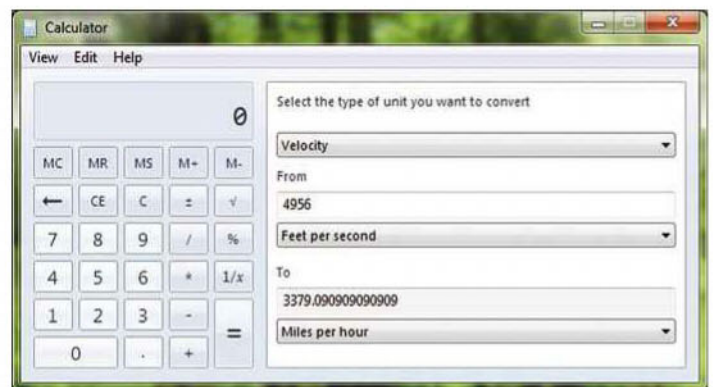 Calculator
View Edit Help
0
MC MR MS M+ M-
← CE C ± √
7 8 9 / %
4 5 6 * 1/x
1 2 3 - =
0 . +
Select the type of unit you want to convert
Velocity
From
4956
Feet per second
To
3379.090909090909
Miles per hour